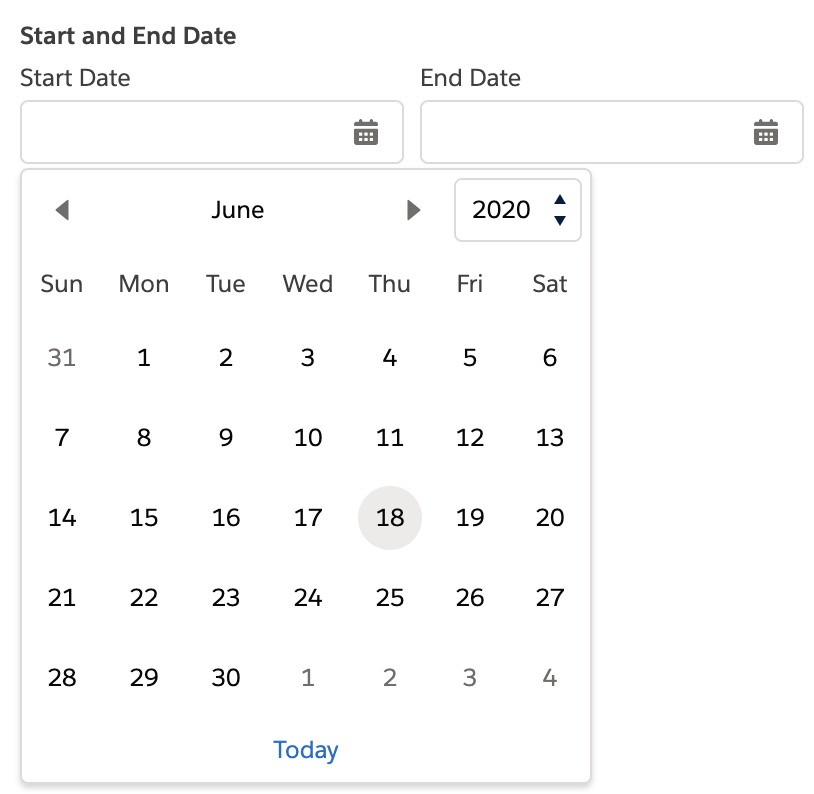 Start and End Date
Start Date End Date
June 2020
Sun Mon Tue Wed Thu Fri Sat
31 1 2 3 4 5 6
7 8 9 10 11 12 13
14 15 16 17 18 19 20
21 22 23 24 25 26 27
28 29 30 1 2 3 4
Today